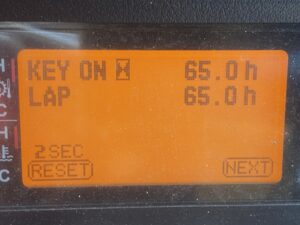 KEY ON 65.0h
LAP 65.0h
2SEC
RESET NEXT
H
C
H
C